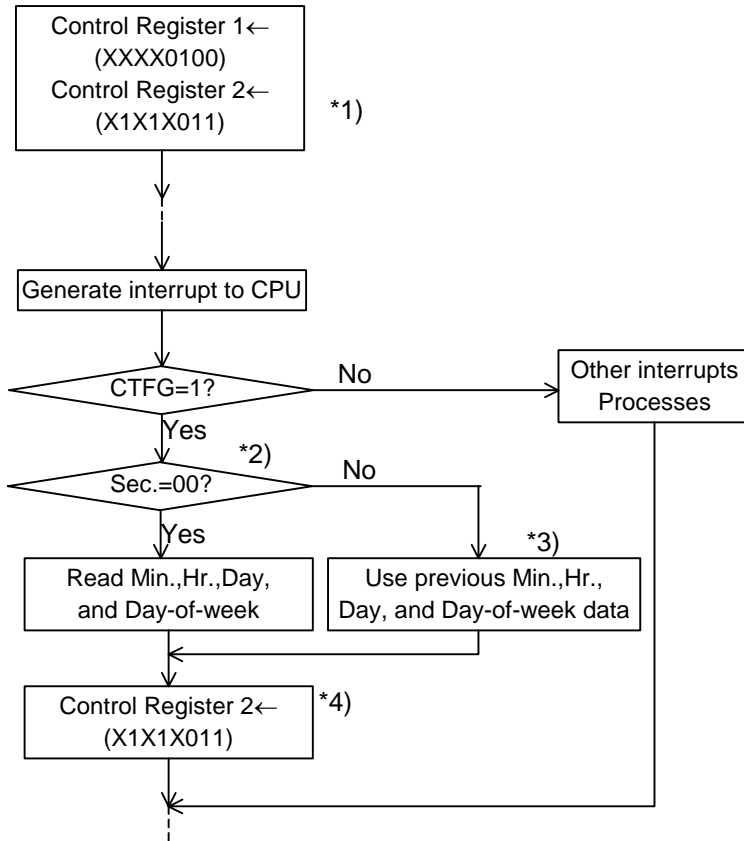 Control Register 1←
(XXXX0100)
Control Register 2←
(X1X1X011)
*1)
Generate interrupt to CPU
CTFG=1?
No
Other interrupts
Processes
Yes
*2)
Sec.=00?
No
Yes
*3)
Read Min.,Hr.,Day,
and Day-of-week
Use previous Min.,Hr.,
Day, and Day-of-week data
Control Register 2←
(X1X1X011)
*4)